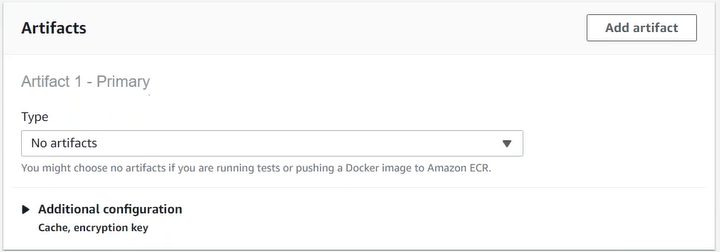 Artifacts
Add artifact
Artifact 1 - Primary
Type
No artifacts
You might choose no artifacts if you are running tests or pushing a Docker image to Amazon ECR.
Additional configuration
Cache, encryption key